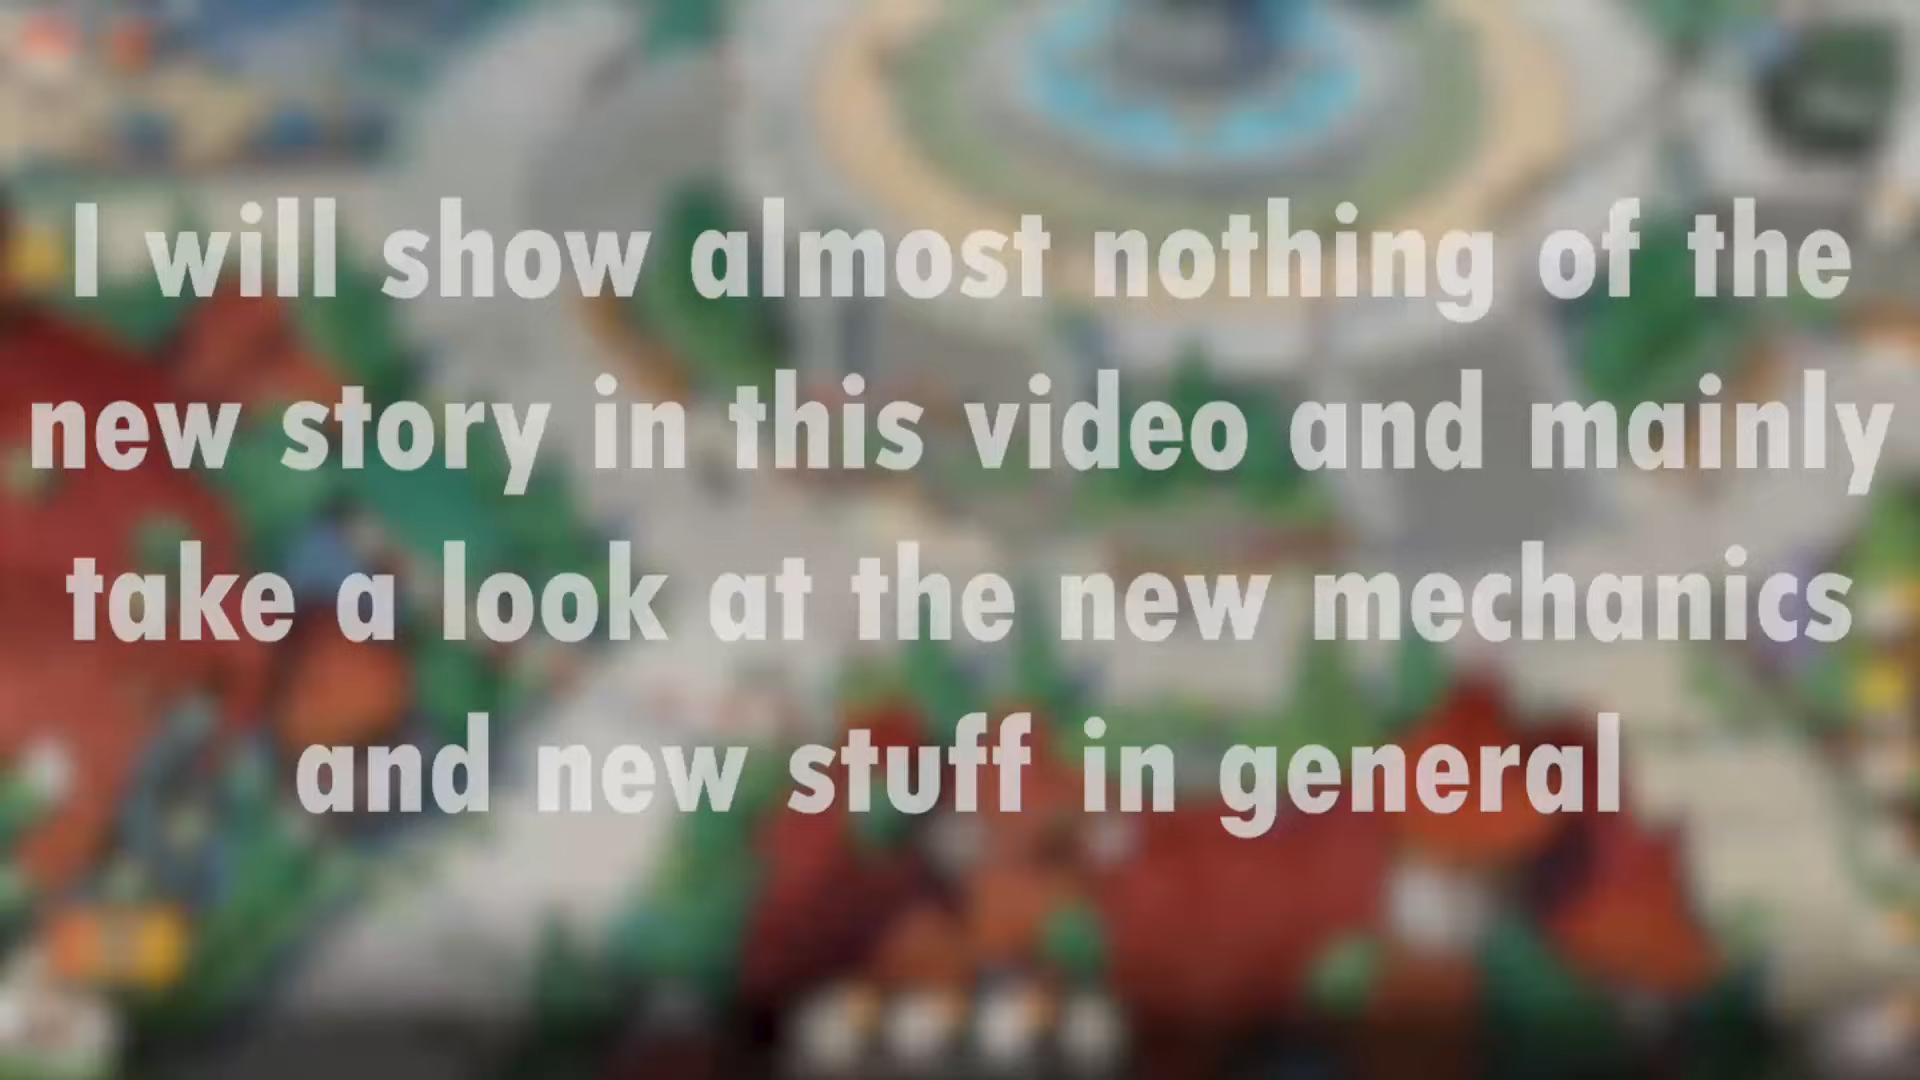 I will show almost nothing of the
new story in this video and mainly
take a look at the new mechanics
and new stuff in general